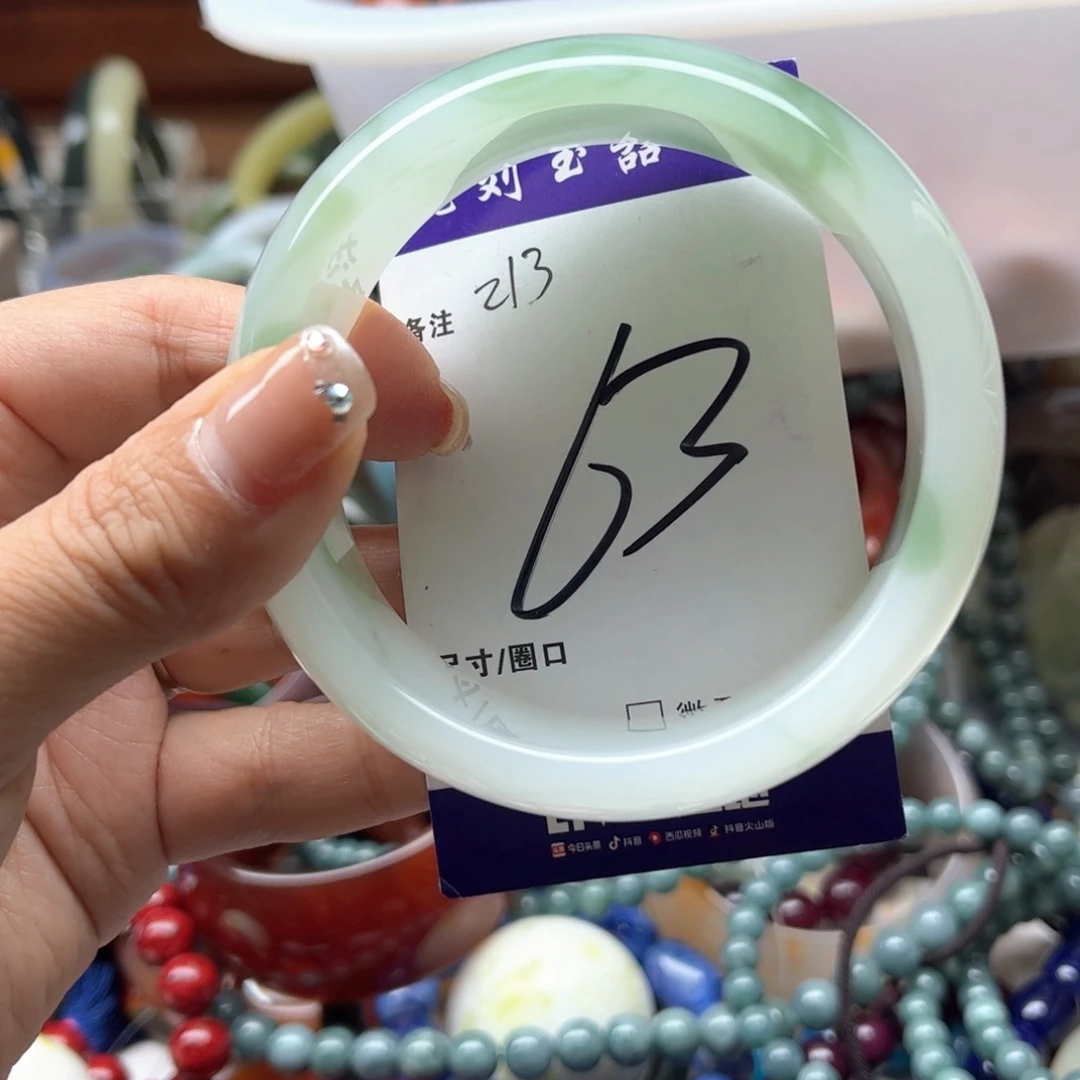 刘玉詺
备注 213
63
尺寸/圈口
今日头条 抖音 西瓜视频 抖音火山版